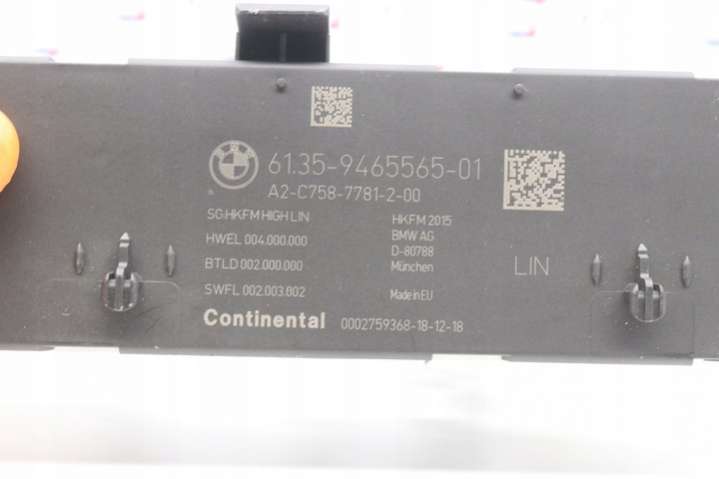 BMW
61.35-9465565-01
A2-C758-7781-2-00
SG:HKFM HIGH LIN
HWEL 004.000.000
BTLD 002.000.000
SWFL 002.003.002
HKFM 2015
BMW AG
D-80788
München
Made in EU
LIN
Continental 0002759368-18-12-18